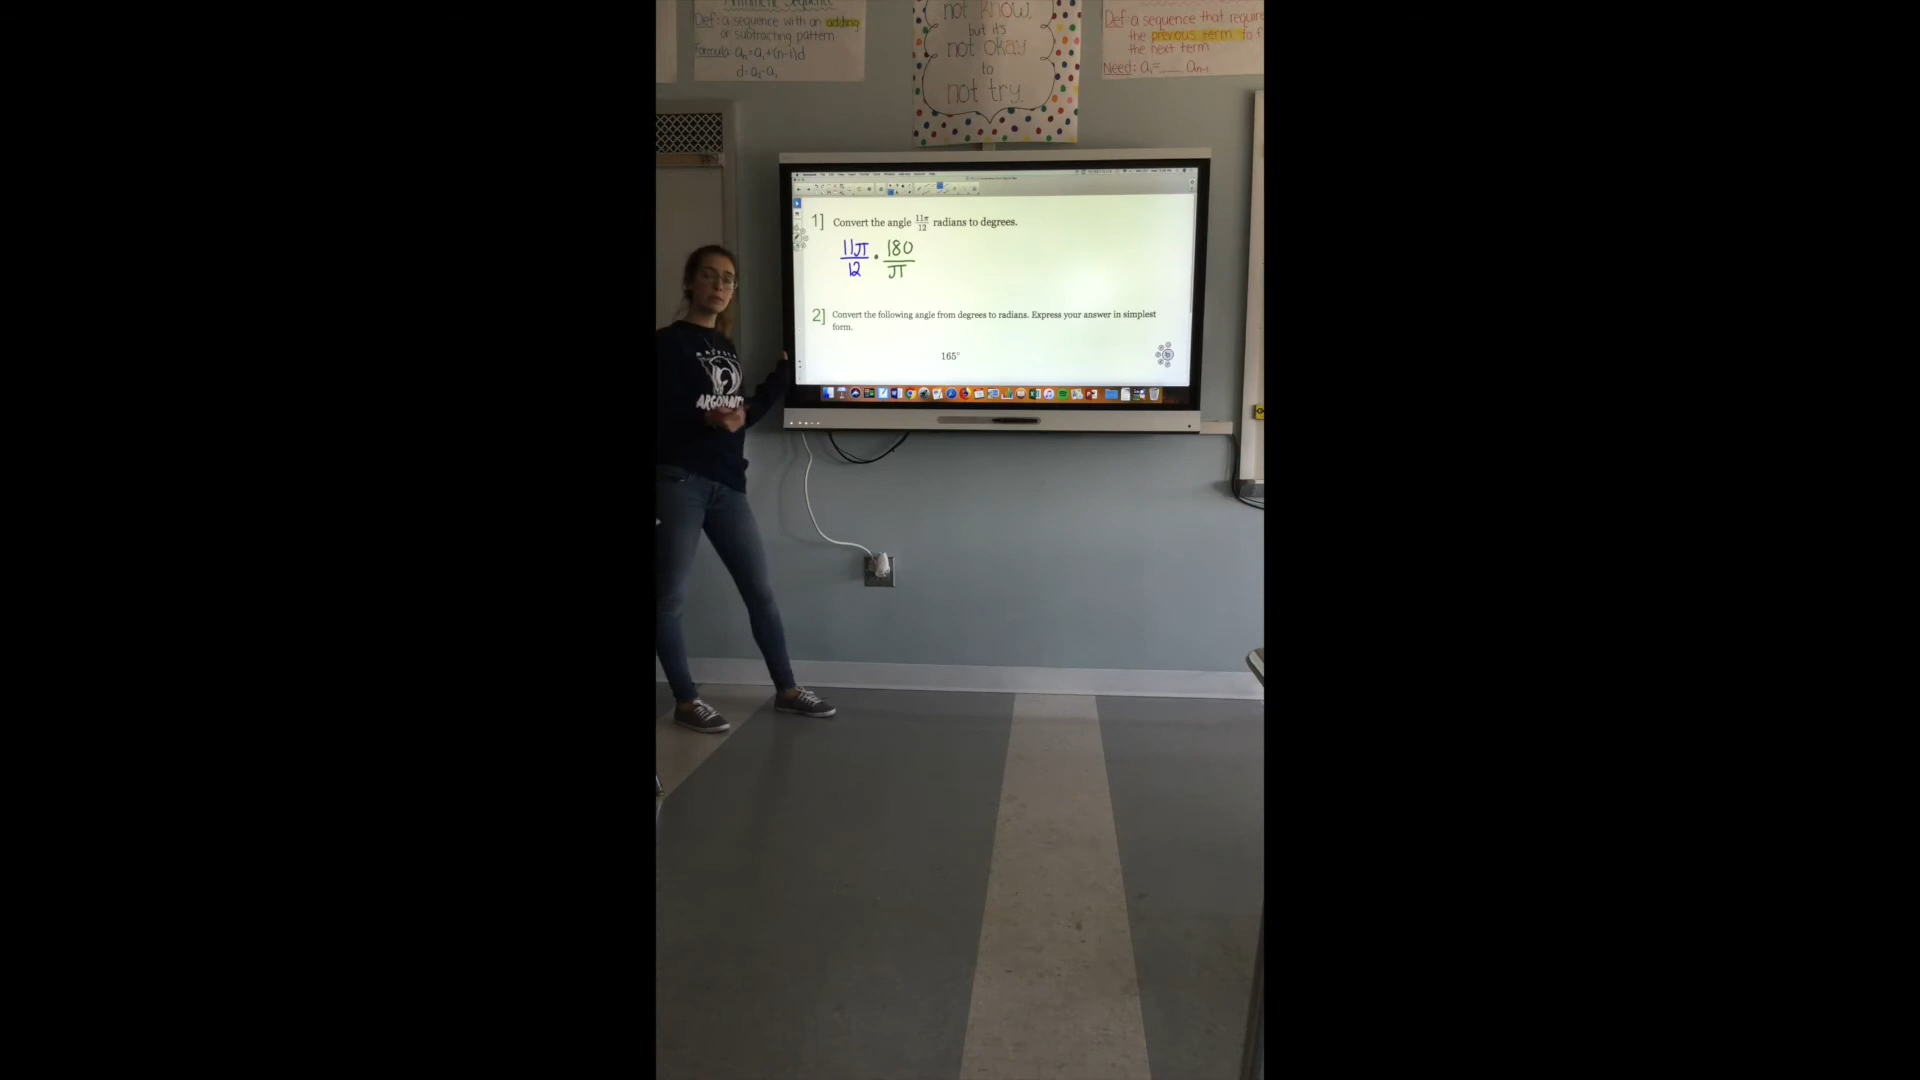 Arithmetic Sequence
Def: a sequence with an adding
or subtracting pattern
Formula: aₙ=a₁+(n-1)d
d=a₂-a₁
not know,
but it's
not okay
to
not try.
Def a sequence that require
the previous term to f
the next term
Need: a₁=___ aₙ₋₁
1] Convert the angle 11π/12 radians to degrees.
11π/12 · 180/π
2] Convert the following angle from degrees to radians. Express your answer in simplest
form.
165°
ARGONAUT